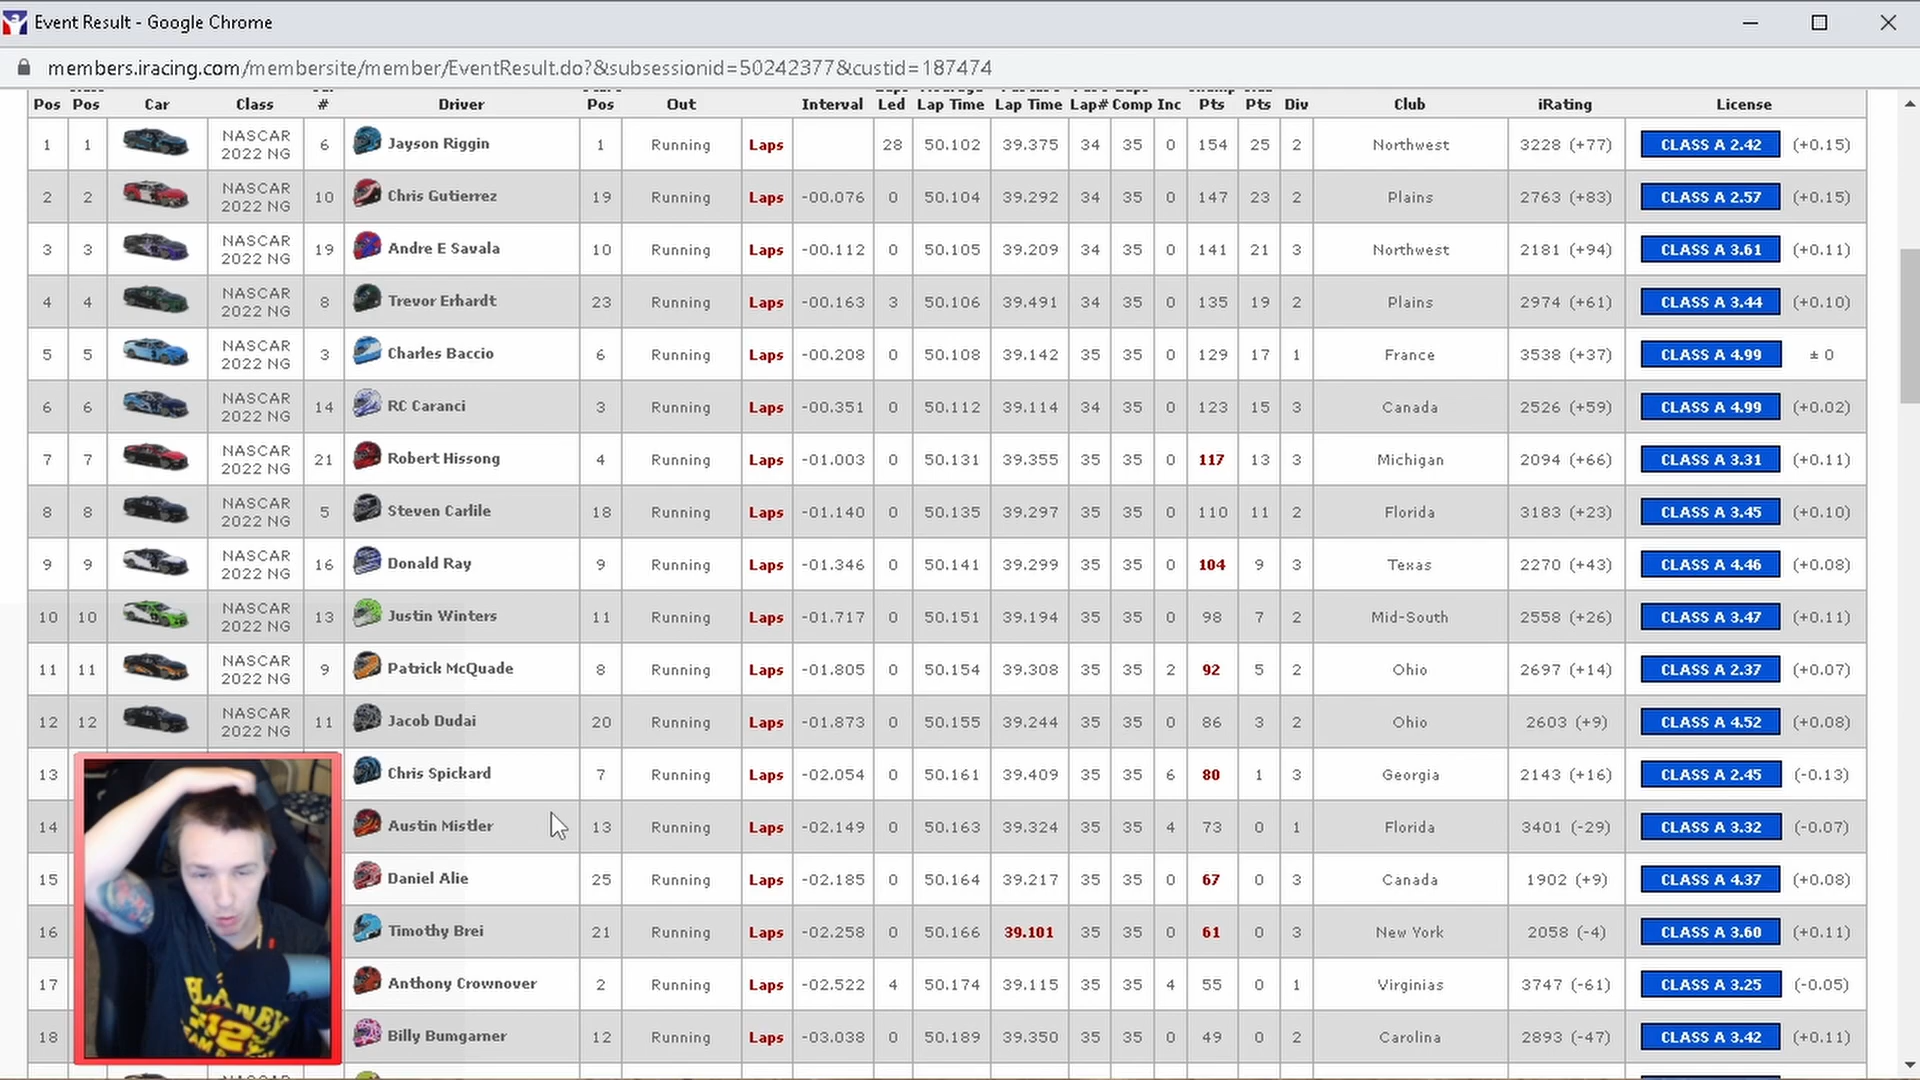 Event Result - Google Chrome
members.iracing.com/membersite/member/EventResult.do?&subsessionid=50242377&custid=187474
Pos Pos Car Class # Driver Pos Out Interval Led Lap Time Lap Time Lap# Comp Inc Pts Pts Div Club iRating License
1 1 NASCAR 2022 NG 6 Jayson Riggin 1 Running Laps 28 50.102 39.375 34 35 0 154 25 2 Northwest 3228 (+77) CLASS A 2.42 (+0.15)
2 2 NASCAR 2022 NG 10 Chris Gutierrez 19 Running Laps -00.076 0 50.104 39.292 34 35 0 147 23 2 Plains 2763 (+83) CLASS A 2.57 (+0.15)
3 3 NASCAR 2022 NG 19 Andre E Savala 10 Running Laps -00.112 0 50.105 39.209 34 35 0 141 21 3 Northwest 2181 (+94) CLASS A 3.61 (+0.11)
4 4 NASCAR 2022 NG 8 Trevor Erhardt 23 Running Laps -00.163 3 50.106 39.491 34 35 0 135 19 2 Plains 2974 (+61) CLASS A 3.44 (+0.10)
5 5 NASCAR 2022 NG 3 Charles Baccio 6 Running Laps -00.208 0 50.108 39.142 35 35 0 129 17 1 France 3538 (+37) CLASS A 4.99 ± 0
6 6 NASCAR 2022 NG 14 RC Caranci 3 Running Laps -00.351 0 50.112 39.114 34 35 0 123 15 3 Canada 2526 (+59) CLASS A 4.99 (+0.02)
7 7 NASCAR 2022 NG 21 Robert Hissong 4 Running Laps -01.003 0 50.131 39.355 35 35 0 117 13 3 Michigan 2094 (+66) CLASS A 3.31 (+0.11)
8 8 NASCAR 2022 NG 5 Steven Carlile 18 Running Laps -01.140 0 50.135 39.297 35 35 0 110 11 2 Florida 3183 (+23) CLASS A 3.45 (+0.10)
9 9 NASCAR 2022 NG 16 Donald Ray 9 Running Laps -01.346 0 50.141 39.299 35 35 0 104 9 3 Texas 2270 (+43) CLASS A 4.46 (+0.08)
10 10 NASCAR 2022 NG 13 Justin Winters 11 Running Laps -01.717 0 50.151 39.194 35 35 0 98 7 2 Mid-South 2558 (+26) CLASS A 3.47 (+0.11)
11 11 NASCAR 2022 NG 9 Patrick McQuade 8 Running Laps -01.805 0 50.154 39.308 35 35 2 92 5 2 Ohio 2697 (+14) CLASS A 2.37 (+0.07)
12 12 NASCAR 2022 NG 11 Jacob Dudai 20 Running Laps -01.873 0 50.155 39.244 35 35 0 86 3 2 Ohio 2603 (+9) CLASS A 4.52 (+0.08)
13 Chris Spickard 7 Running Laps -02.054 0 50.161 39.409 35 35 6 80 1 3 Georgia 2143 (+16) CLASS A 2.45 (-0.13)
14 Austin Mistler 13 Running Laps -02.149 0 50.163 39.324 35 35 4 73 0 1 Florida 3401 (-29) CLASS A 3.32 (-0.07)
15 Daniel Alie 25 Running Laps -02.185 0 50.164 39.217 35 35 0 67 0 3 Canada 1902 (+9) CLASS A 4.37 (+0.08)
16 Timothy Brei 21 Running Laps -02.258 0 50.166 39.101 35 35 0 61 0 3 New York 2058 (-4) CLASS A 3.60 (+0.11)
17 Anthony Crownover 2 Running Laps -02.522 4 50.174 39.115 35 35 4 55 0 1 Virginias 3747 (-61) CLASS A 3.25 (-0.05)
18 Billy Bumgarner 12 Running Laps -03.038 0 50.189 39.350 35 35 0 49 0 2 Carolina 2893 (-47) CLASS A 3.42 (+0.11)